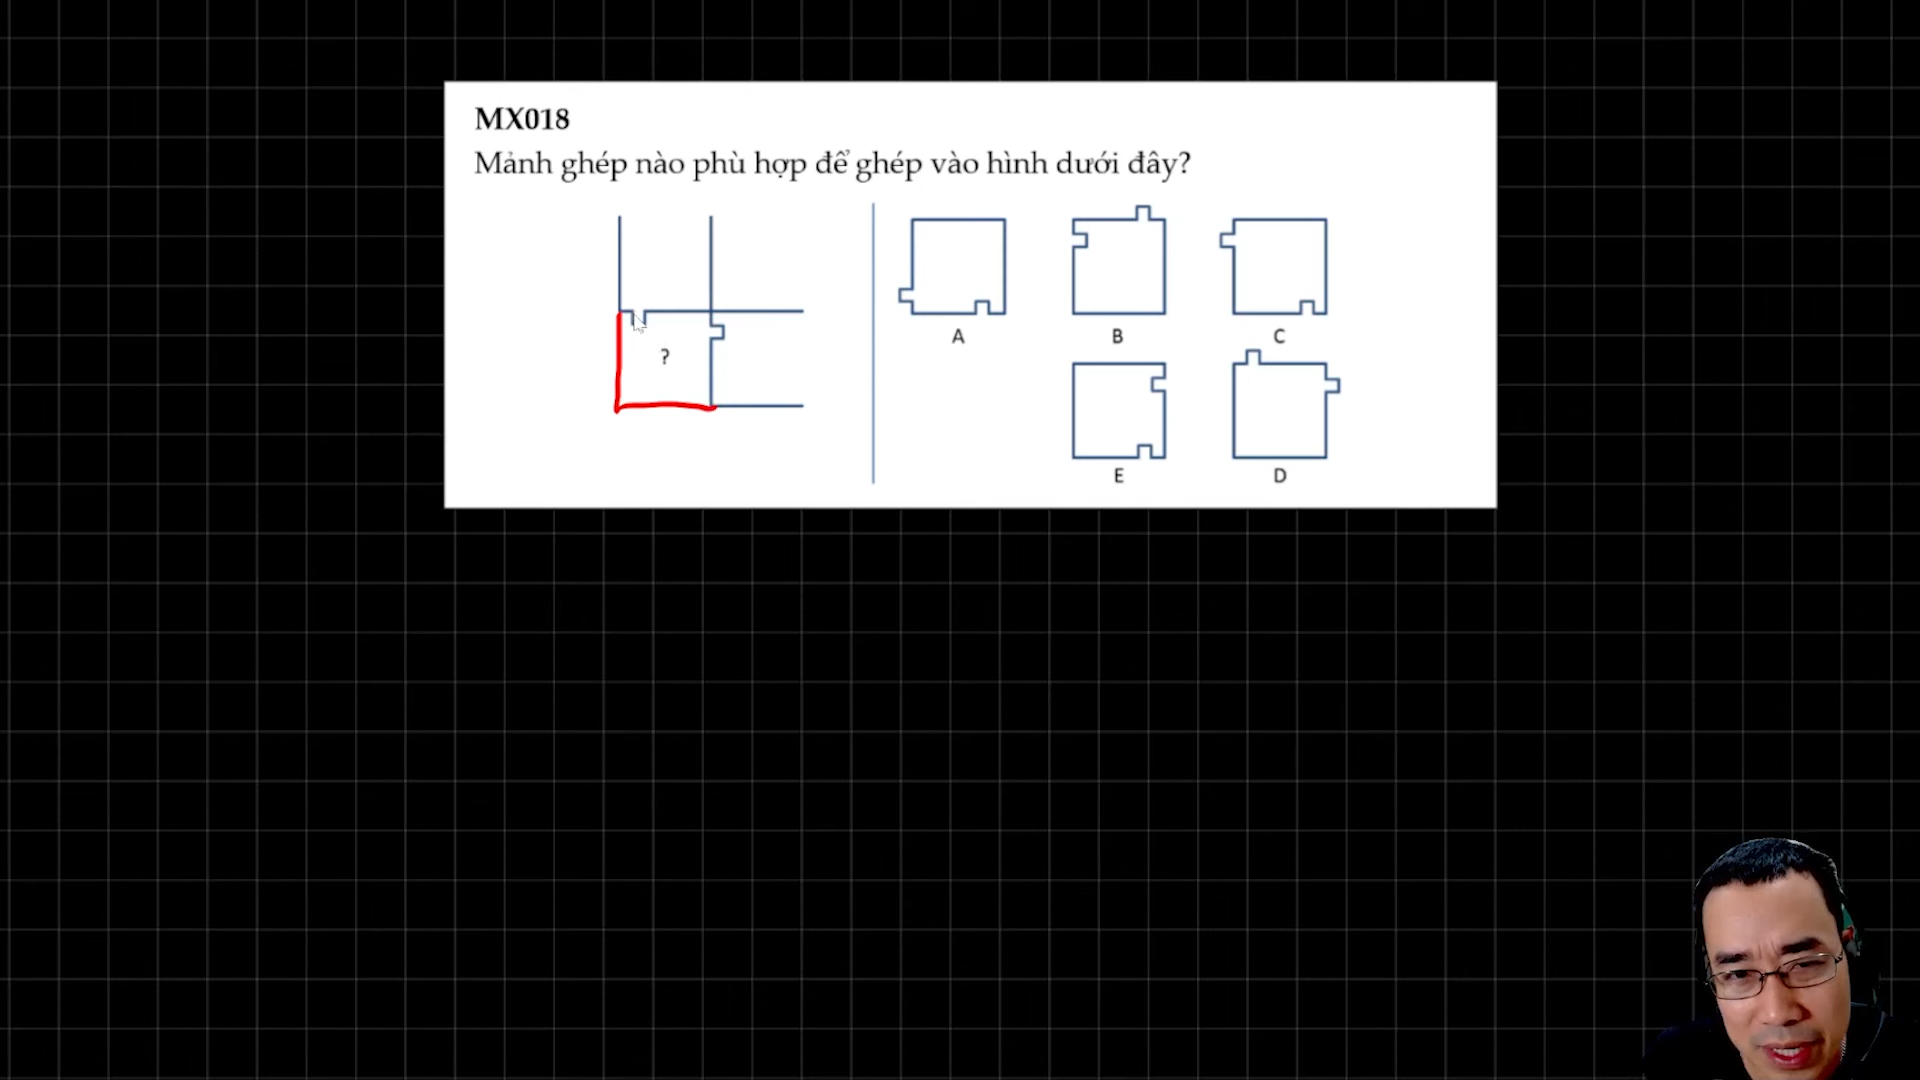 MX018
Mảnh ghép nào phù hợp để ghép vào hình dưới đây?
?
A
B
C
E
D